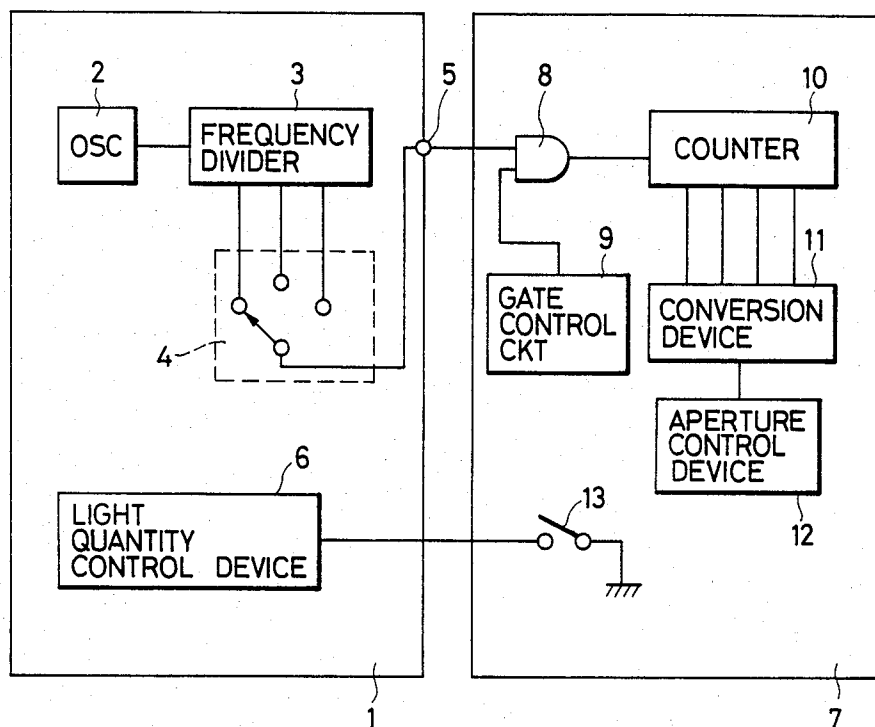 2
OSC
3
FREQUENCY
DIVIDER
5
8
10
COUNTER
4
9
GATE
CONTROL
CKT
11
CONVERSION
DEVICE
6
LIGHT
QUANTITY
CONTROL DEVICE
13
APERTURE
CONTROL
DEVICE
12
1
7